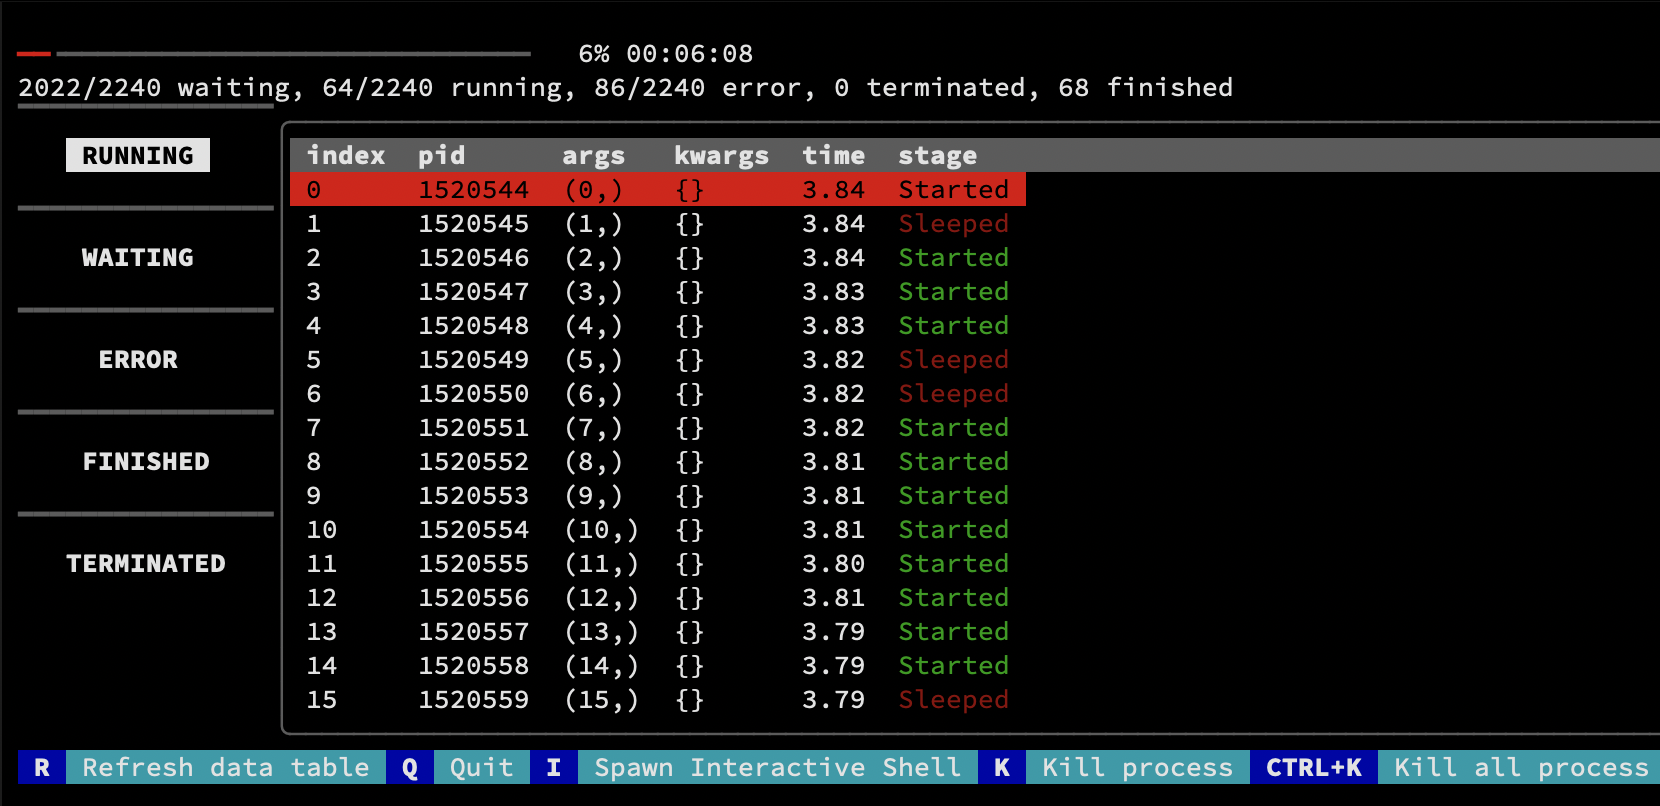 6% 00:06:08
2022/2240 waiting, 64/2240 running, 86/2240 error, 0 terminated, 68 finished
RUNNING
WAITING
ERROR
FINISHED
TERMINATED
index pid args kwargs time stage
0 1520544 (0,) {} 3.84 Started
1 1520545 (1,) {} 3.84 Sleeped
2 1520546 (2,) {} 3.84 Started
3 1520547 (3,) {} 3.83 Started
4 1520548 (4,) {} 3.83 Started
5 1520549 (5,) {} 3.82 Sleeped
6 1520550 (6,) {} 3.82 Sleeped
7 1520551 (7,) {} 3.82 Started
8 1520552 (8,) {} 3.81 Started
9 1520553 (9,) {} 3.81 Started
10 1520554 (10,) {} 3.81 Started
11 1520555 (11,) {} 3.80 Started
12 1520556 (12,) {} 3.81 Started
13 1520557 (13,) {} 3.79 Started
14 1520558 (14,) {} 3.79 Started
15 1520559 (15,) {} 3.79 Sleeped
R Refresh data table Q Quit I Spawn Interactive Shell K Kill process CTRL+K Kill all process